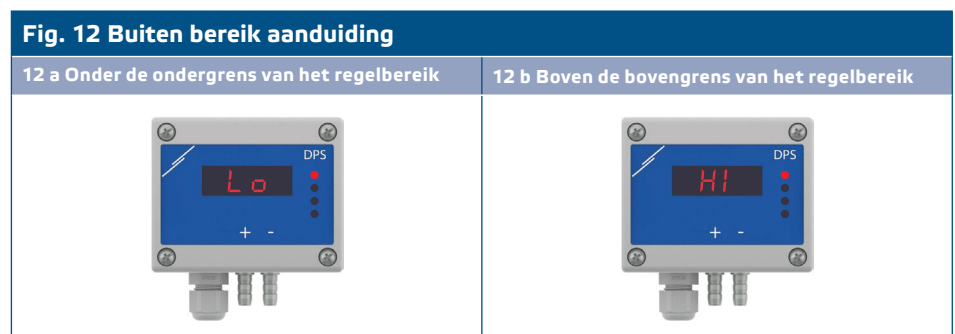 Fig. 12 Buiten bereik aanduiding
12 a Onder de ondergrens van het regelbereik
12 b Boven de bovengrens van het regelbereik
DPS
Lo
+ -
DPS
HI
+ -